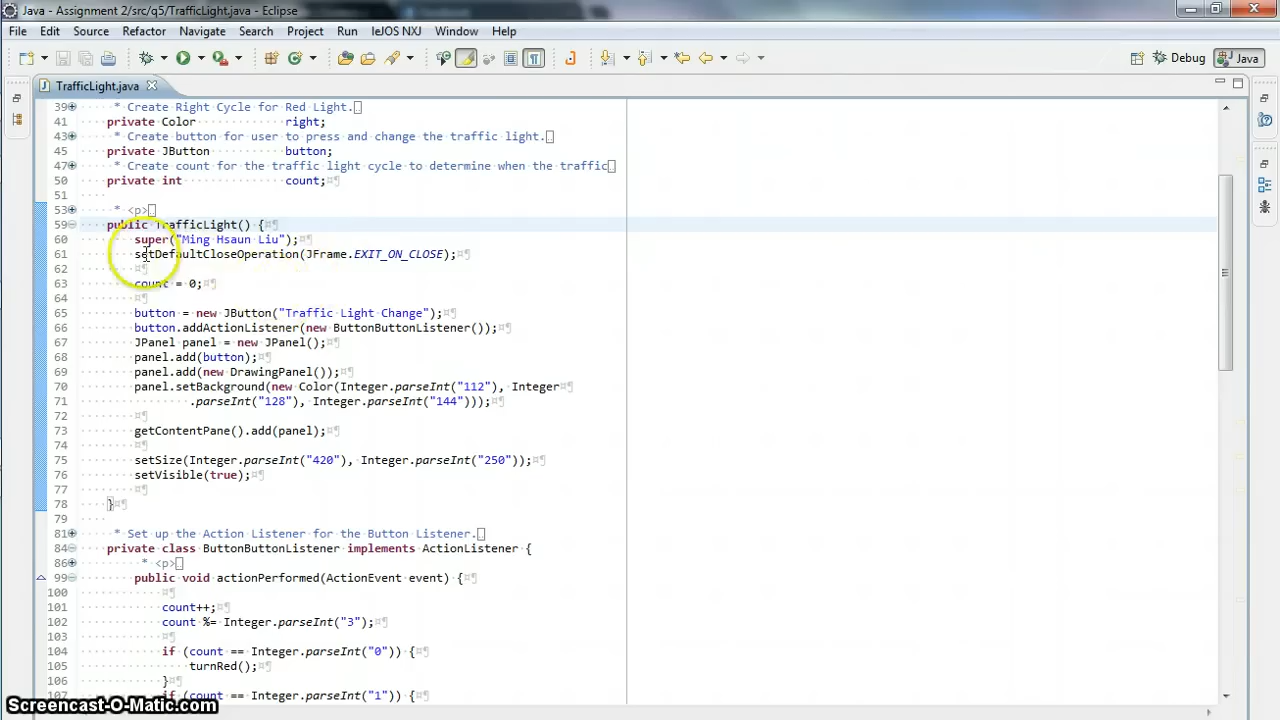 Java - Assignment 2/src/q5/TrafficLight.java - Eclipse
File Edit Source Refactor Navigate Search Project Run leJOS NXJ Window Help
Debug Java
TrafficLight.java
39 * Create Right Cycle for Red Light.
41 private Color right;
43 * Create button for user to press and change the traffic light.
45 private JButton button;
47 * Create count for the traffic light cycle to determine when the traffic
50 private int count;
51
53 * <p>
59 public TrafficLight() {
60 super("Ming Hsaun Liu");
61 setDefaultCloseOperation(JFrame.EXIT_ON_CLOSE);
62
63 count = 0;
64
65 button = new JButton("Traffic Light Change");
66 button.addActionListener(new ButtonButtonListener());
67 JPanel panel = new JPanel();
68 panel.add(button);
69 panel.add(new DrawingPanel());
70 panel.setBackground(new Color(Integer.parseInt("112"), Integer
71 .parseInt("128"), Integer.parseInt("144")));
72
73 getContentPane().add(panel);
74
75 setSize(Integer.parseInt("420"), Integer.parseInt("250"));
76 setVisible(true);
77
78 }
79
81 * Set up the Action Listener for the Button Listener.
84 private class ButtonButtonListener implements ActionListener {
86 * <p>
99 public void actionPerformed(ActionEvent event) {
100
101 count++;
102 count %= Integer.parseInt("3");
103
104 if (count == Integer.parseInt("0")) {
105 turnRed();
106 }
107 if (count == Integer.parseInt("1")) {
Screencast-O-Matic.com